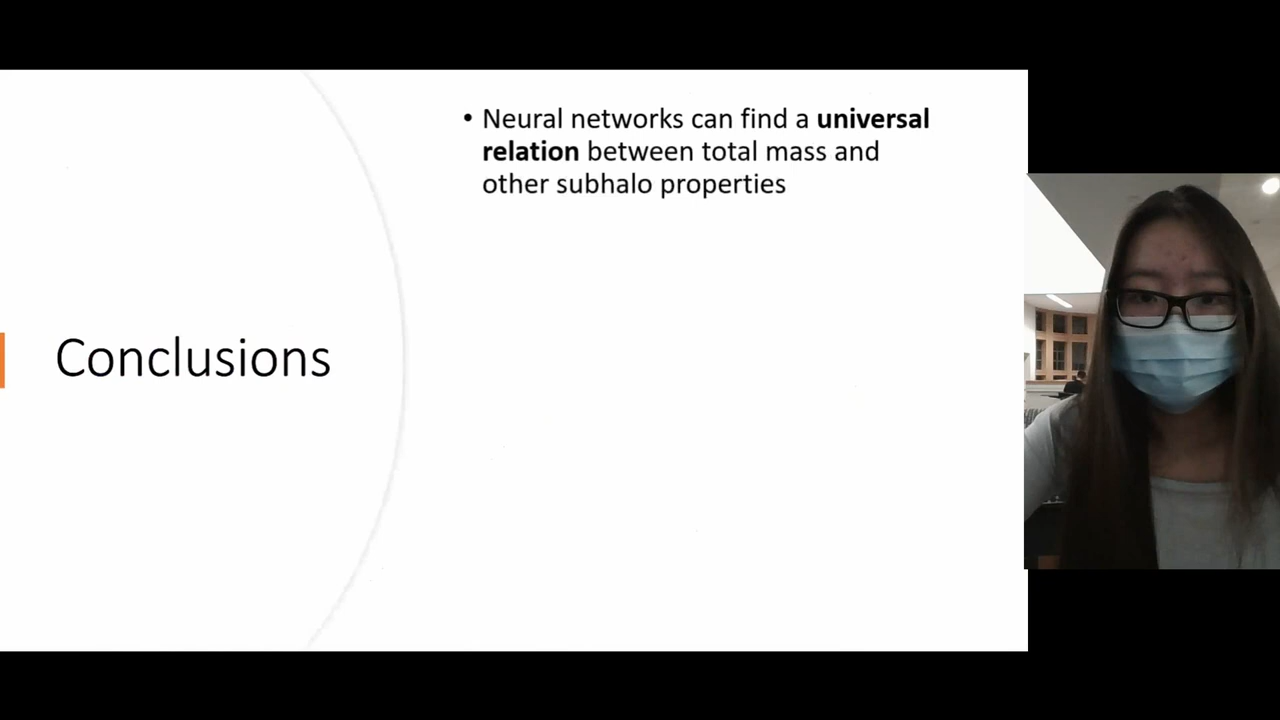 Conclusions
• Neural networks can find a universal
relation between total mass and
other subhalo properties